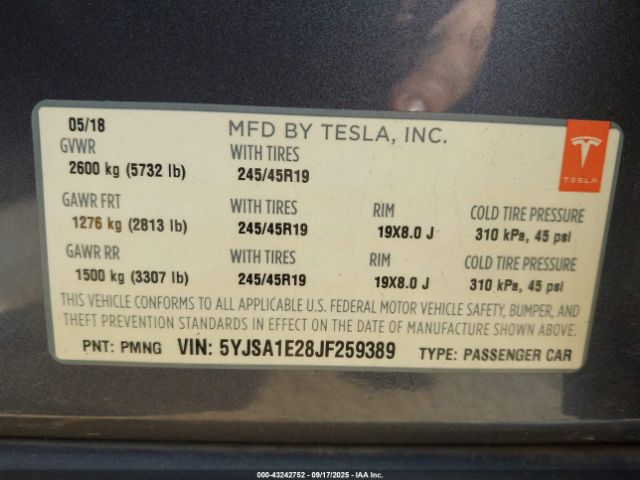 05/18 MFD BY TESLA, INC.
GVWR WITH TIRES
2600 kg (5732 lb) 245/45R19
TESLA
GAWR FRT WITH TIRES RIM COLD TIRE PRESSURE
1276 kg (2813 lb) 245/45R19 19X8.0 J 310 kPa, 45 psi
GAWR RR WITH TIRES RIM COLD TIRE PRESSURE
1500 kg (3307 lb) 245/45R19 19X8.0 J 310 kPa, 45 psi
THIS VEHICLE CONFORMS TO ALL APPLICABLE U.S. FEDERAL MOTOR VEHICLE SAFETY, BUMPER, AND
THEFT PREVENTION STANDARDS IN EFFECT ON THE DATE OF MANUFACTURE SHOWN ABOVE.
PNT: PMNG VIN: 5YJSA1E28JF259389 TYPE: PASSENGER CAR
000-43242752 - 09/17/2025 - IAA Inc.